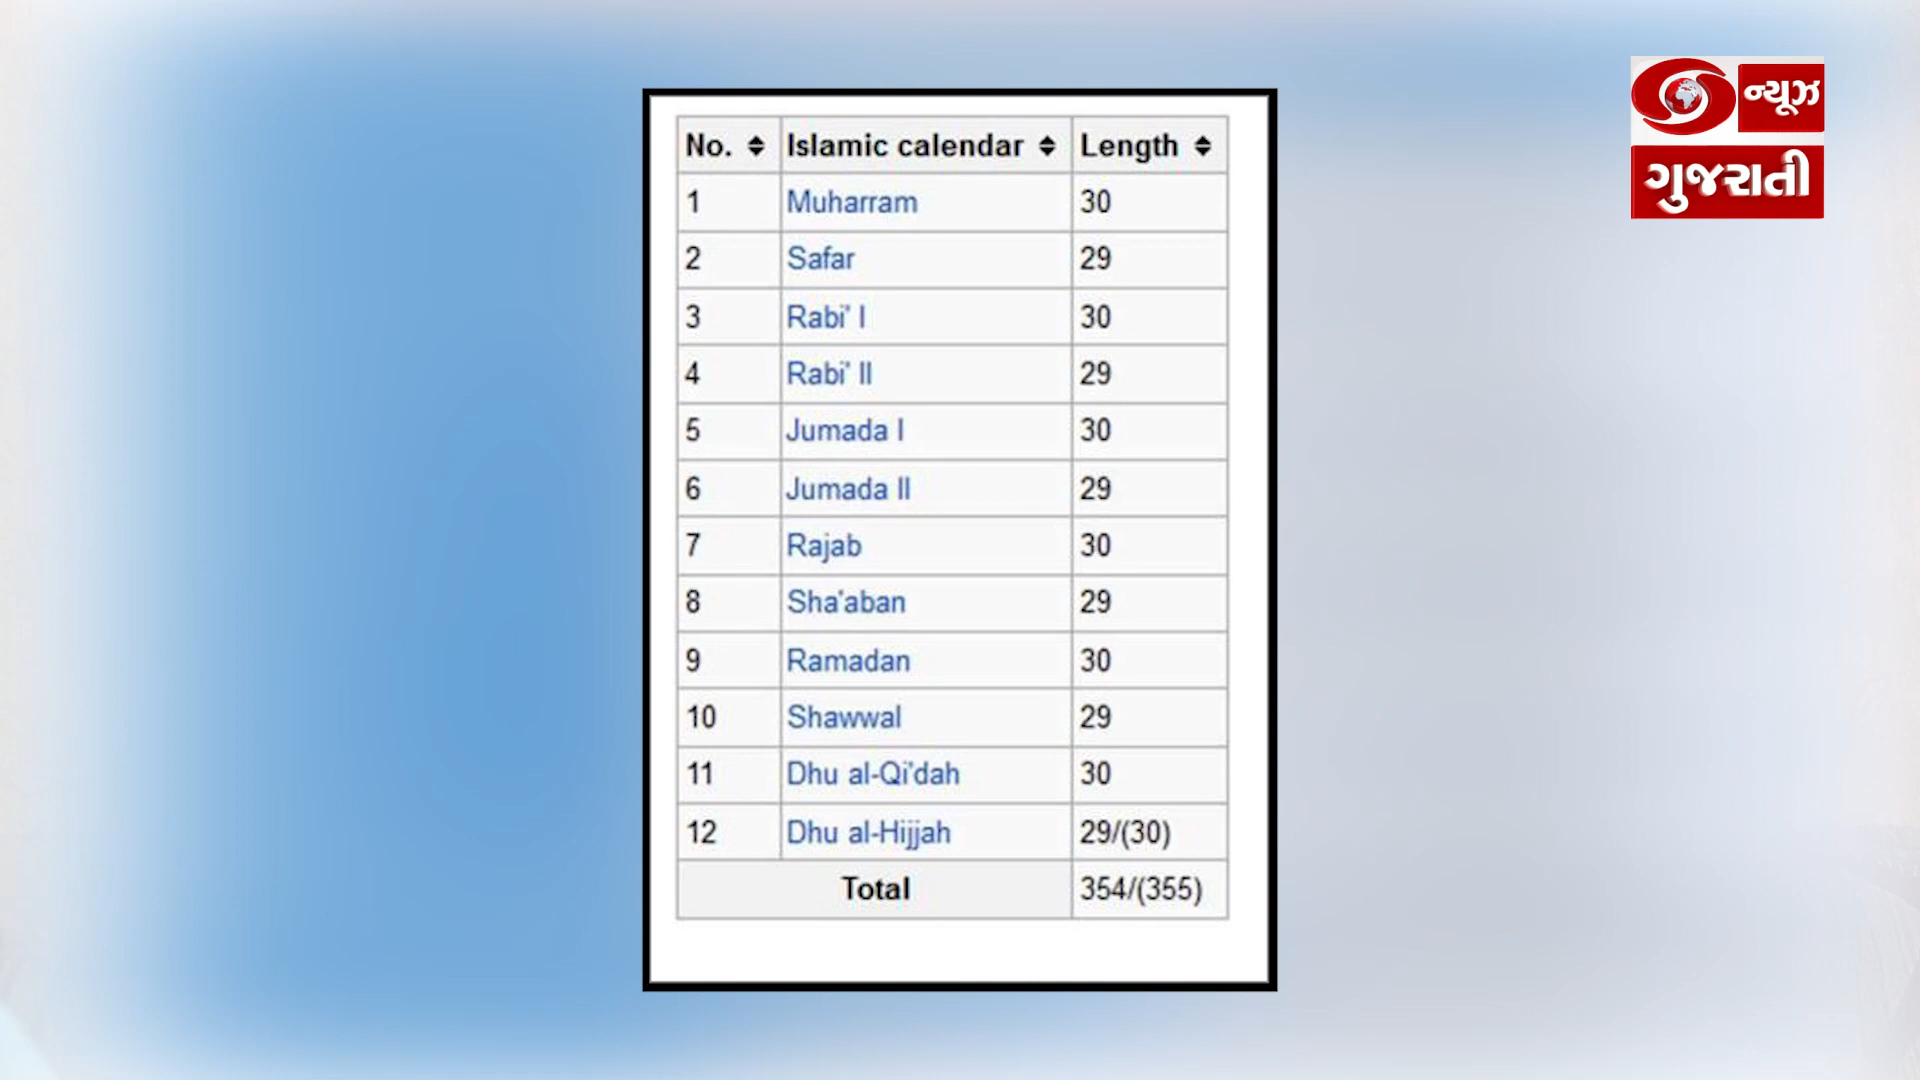 ન્યૂઝ
ગુજરાતી
No. Islamic calendar Length
1 Muharram 30
2 Safar 29
3 Rabi' I 30
4 Rabi' II 29
5 Jumada I 30
6 Jumada II 29
7 Rajab 30
8 Sha'aban 29
9 Ramadan 30
10 Shawwal 29
11 Dhu al-Qi'dah 30
12 Dhu al-Hijjah 29/(30)
Total 354/(355)